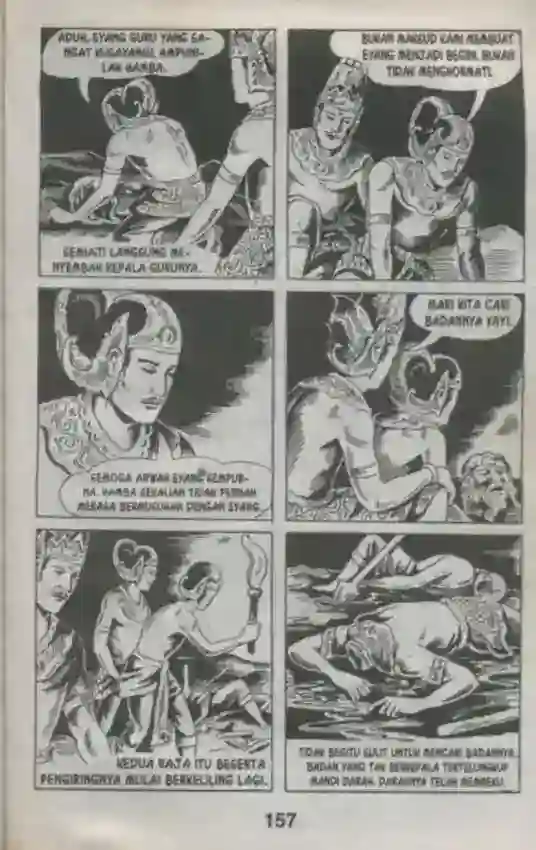 ADUH, EYANG GURU YANG SA-
NGAT KUSAYANGI, AMPUNI-
LAH HAMBA.
SEMIATI LANGSUNG ME-
NYEMBAH KEPALA GURUNYA.
BUKAN MAKSUD KAMI MEMBUAT
EYANG MENJADI BEGINI, BUKAN
TIDAK MENGHORMATI.
SEMOGA ARWAH EYANG SEMPUR-
NA. HAMBA SEKALIAN TIDAK PERNAH
MERASA BERMUSUHAN DENGAN EYANG.
MARI KITA CARI
BADANNYA YAYI.
KEDUA RAJA ITU BESERTA
PENGIRINGNYA MULAI BERKELILING LAGI.
TIDAK BEGITU SULIT UNTUK MENCARI BADANNYA.
BADAN YANG TAK BERKEPALA TERTELUNGKUP
MANDI DARAH. DARAHNYA TELAH MEMBEKU.
157